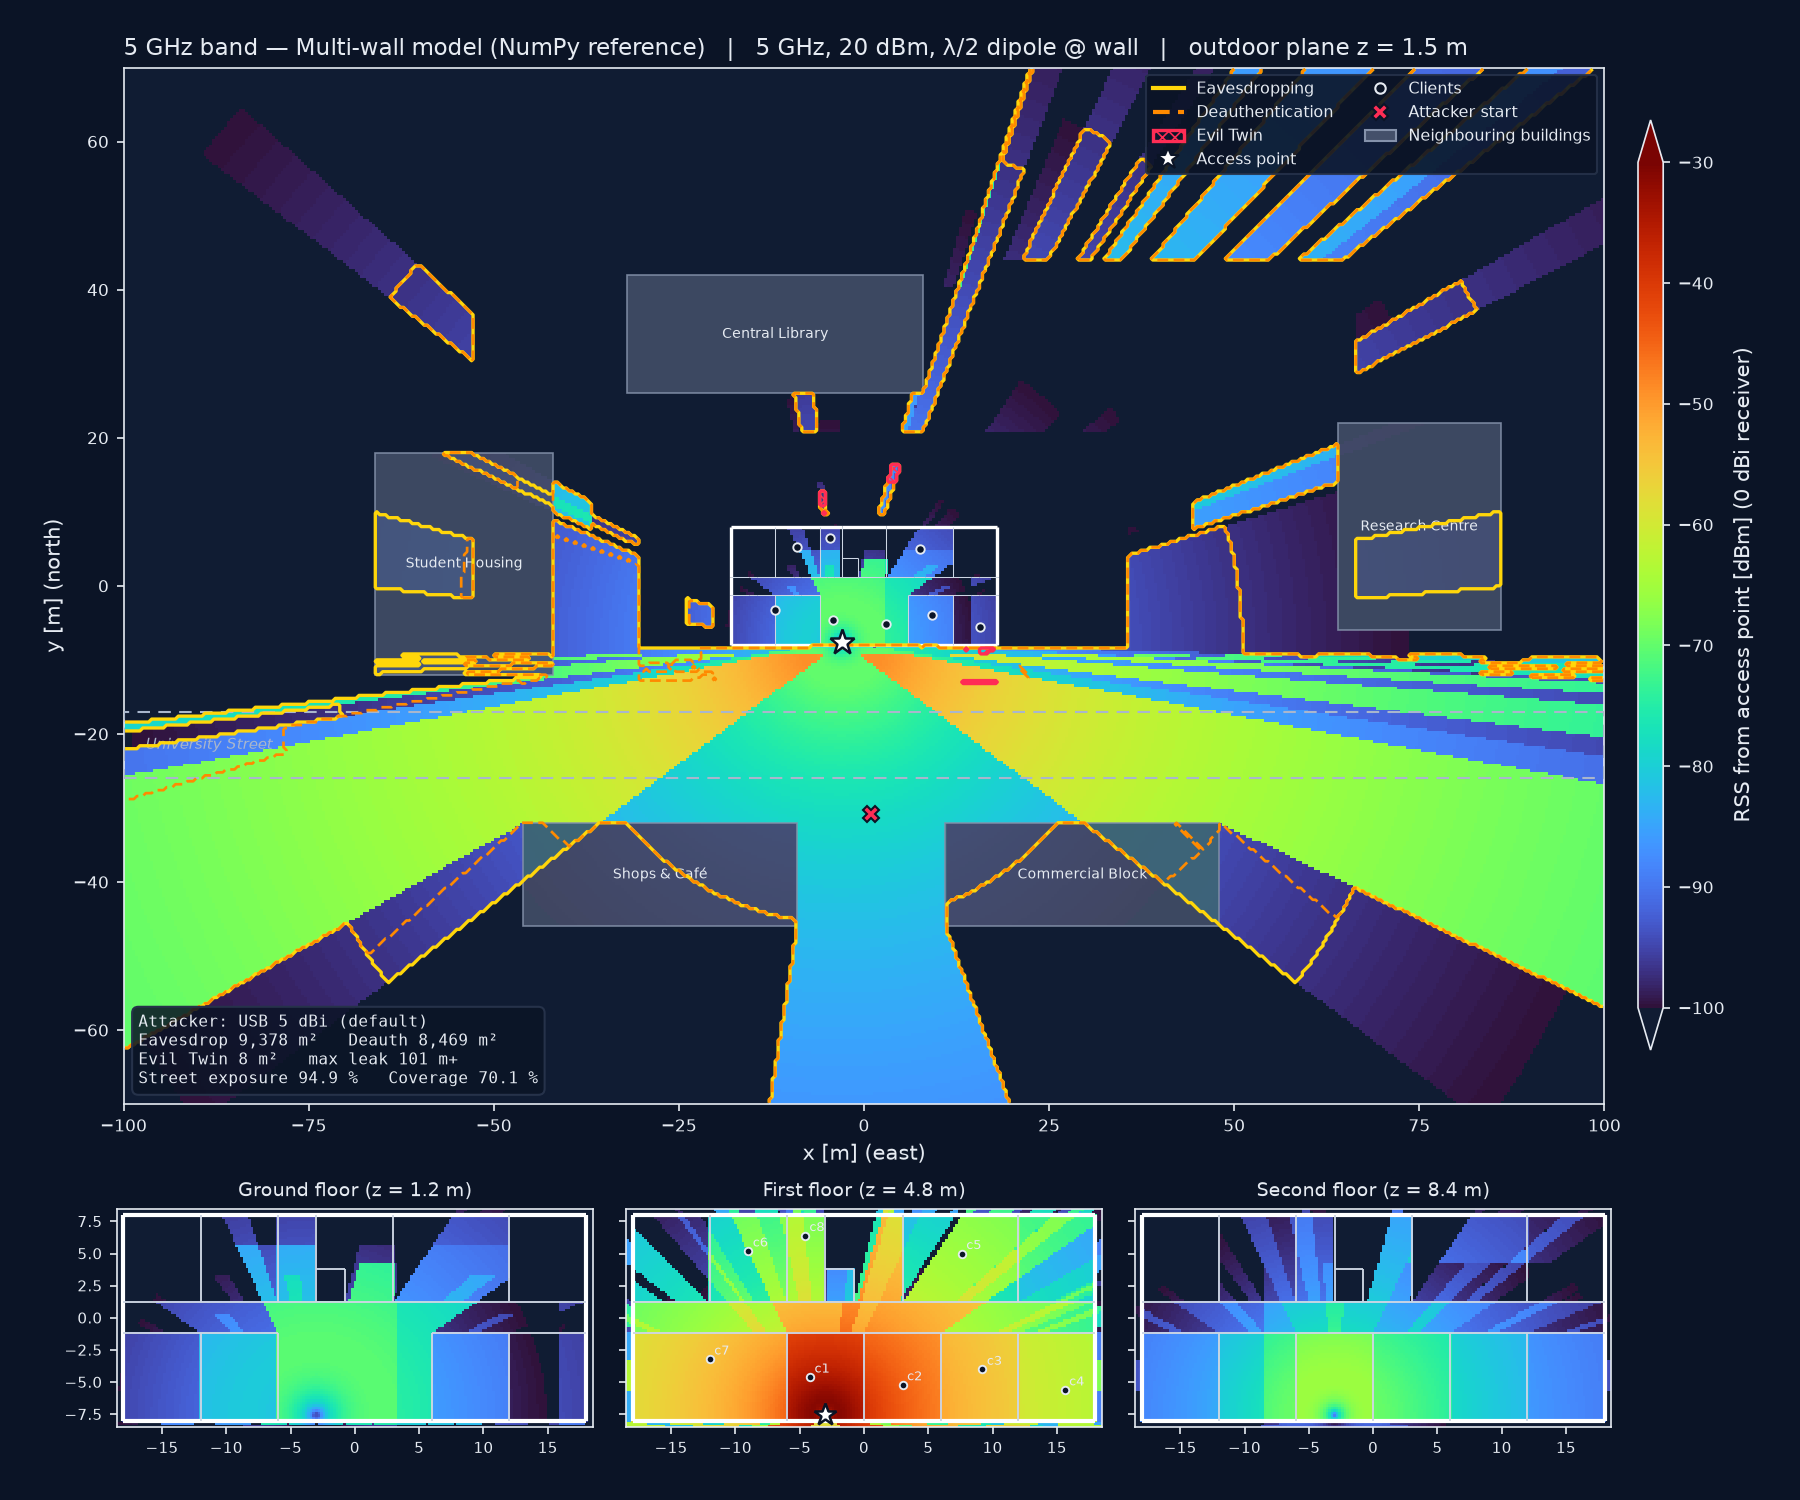 5 GHz band — Multi-wall model (NumPy reference) | 5 GHz, 20 dBm, λ/2 dipole @ wall | outdoor plane z = 1.5 m
Eavesdropping
Deauthentication
Evil Twin
Access point
Clients
Attacker start
Neighbouring buildings
60
40
20
0
−20
−40
−60
y [m] (north)
Central Library
Student Housing
Research Centre
University Street
Shops & Café
Commercial Block
Attacker: USB 5 dBi (default)
Eavesdrop 9,378 m² Deauth 8,469 m²
Evil Twin 8 m² max leak 101 m+
Street exposure 94.9 % Coverage 70.1 %
−100
−75
−50
−25
0
25
50
75
100
x [m] (east)
−30
−40
−50
−60
−70
−80
−90
−100
RSS from access point [dBm] (0 dBi receiver)
Ground floor (z = 1.2 m)
7.5
5.0
2.5
0.0
−2.5
−5.0
−7.5
−15
−10
−5
0
5
10
15
First floor (z = 4.8 m)
c8
c6
c5
c7
c1
c2
c3
c4
−15
−10
−5
0
5
10
15
Second floor (z = 8.4 m)
−15
−10
−5
0
5
10
15